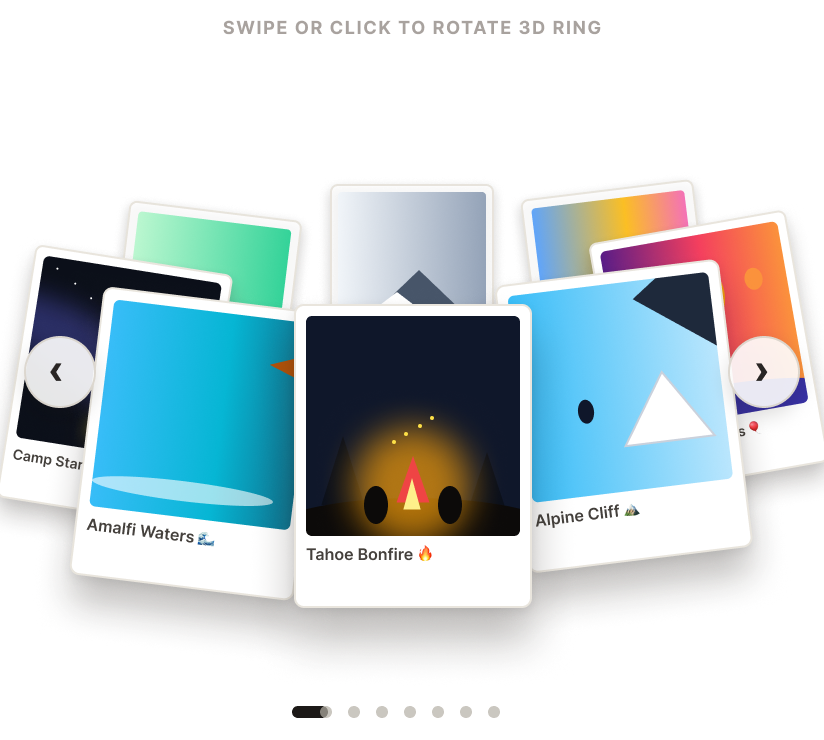 SWIPE OR CLICK TO ROTATE 3D RING
Camp Star
Amalfi Waters 🌊
Tahoe Bonfire 🔥
Alpine Cliff ⛰️
s 🎈